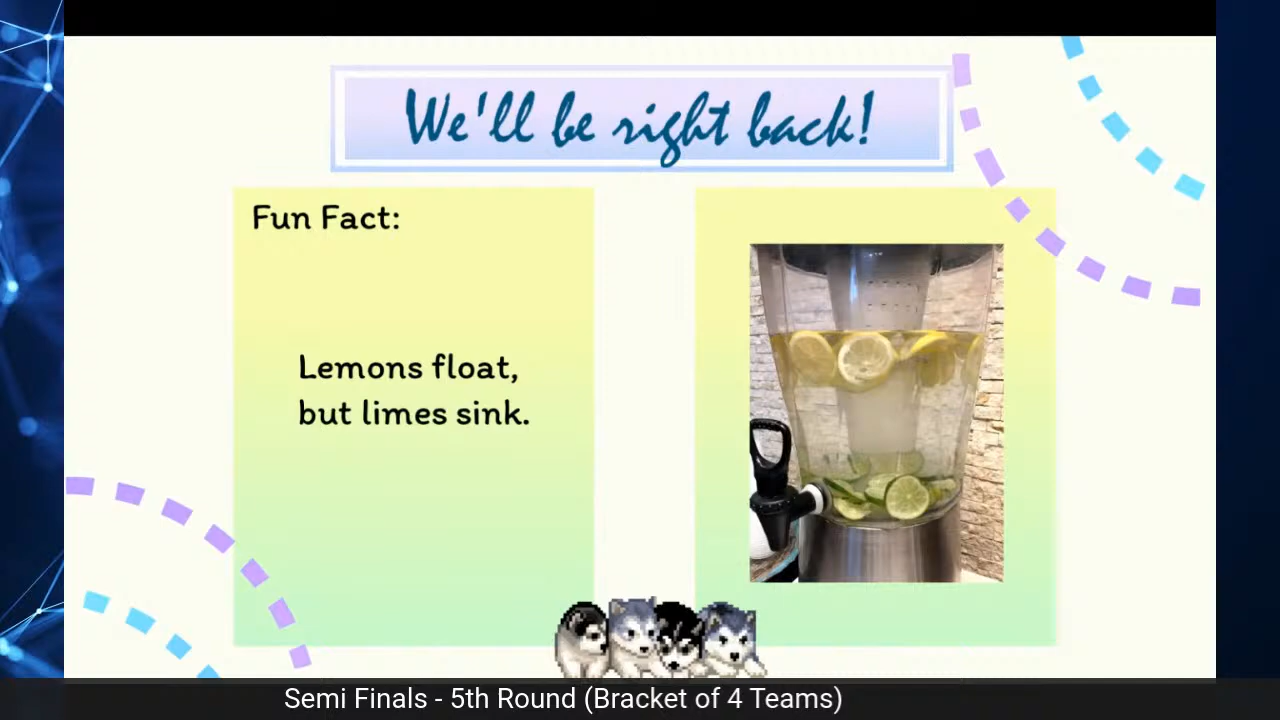 We'll be right back!
Fun Fact:
Lemons float,
but limes sink.
Semi Finals - 5th Round (Bracket of 4 Teams)